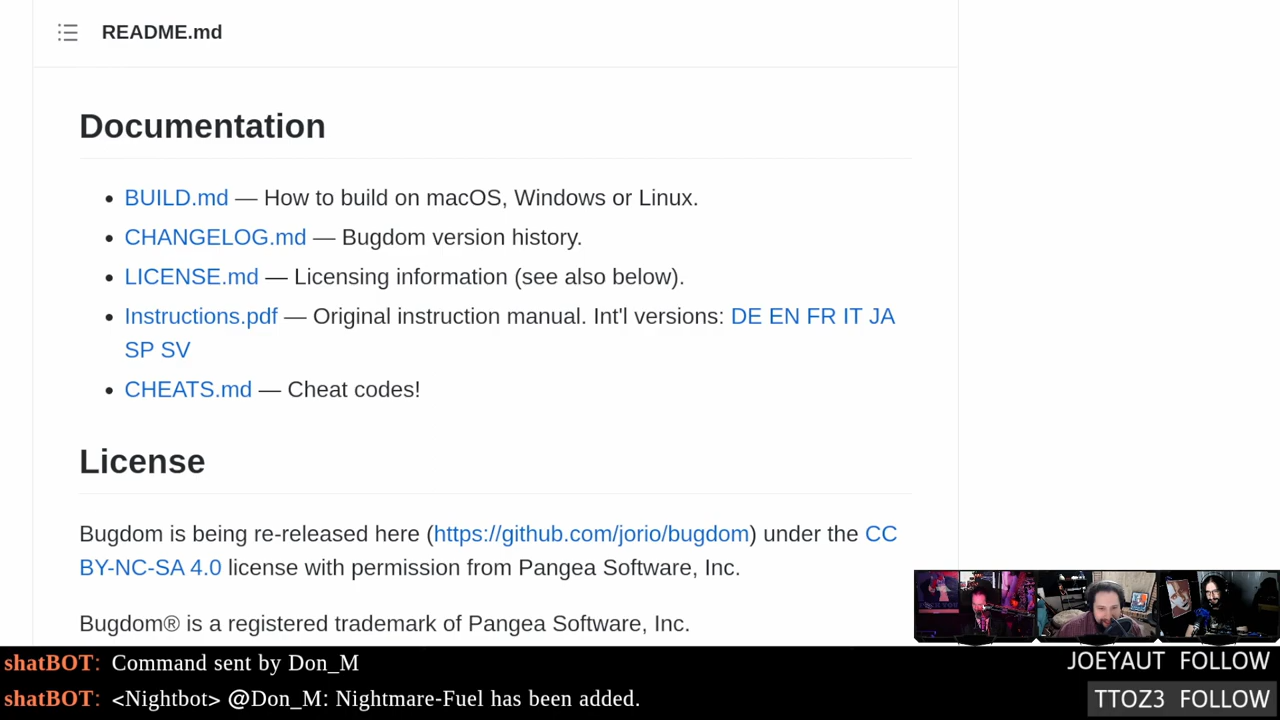 README.md
Documentation
BUILD.md — How to build on macOS, Windows or Linux.
CHANGELOG.md — Bugdom version history.
LICENSE.md — Licensing information (see also below).
Instructions.pdf — Original instruction manual. Int'l versions: DE EN FR IT JA
SP SV
CHEATS.md — Cheat codes!
License
Bugdom is being re-released here (https://github.com/jorio/bugdom) under the CC
BY-NC-SA 4.0 license with permission from Pangea Software, Inc.
Bugdom® is a registered trademark of Pangea Software, Inc.
shatBOT: Command sent by Don_M
JOEYAUT FOLLOW
shatBOT: <Nightbot> @Don_M: Nightmare-Fuel has been added.
TTOZ3 FOLLOW